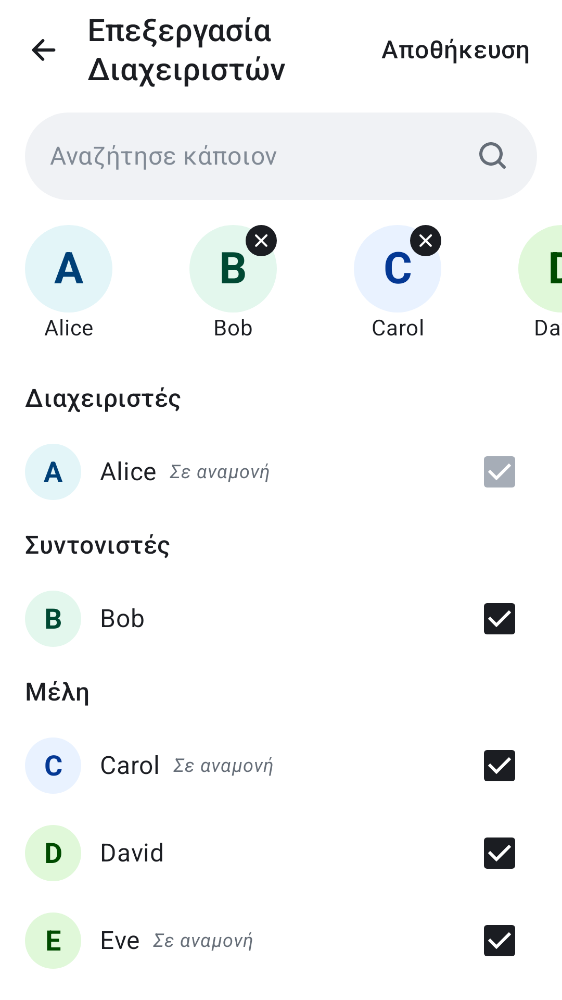 Επεξεργασία
Διαχειριστών
Αποθήκευση
Αναζήτησε κάποιον
A B C D
Alice Bob Carol Da
Διαχειριστές
A Alice Σε αναμονή
Συντονιστές
B Bob
Μέλη
C Carol Σε αναμονή
D David
E Eve Σε αναμονή